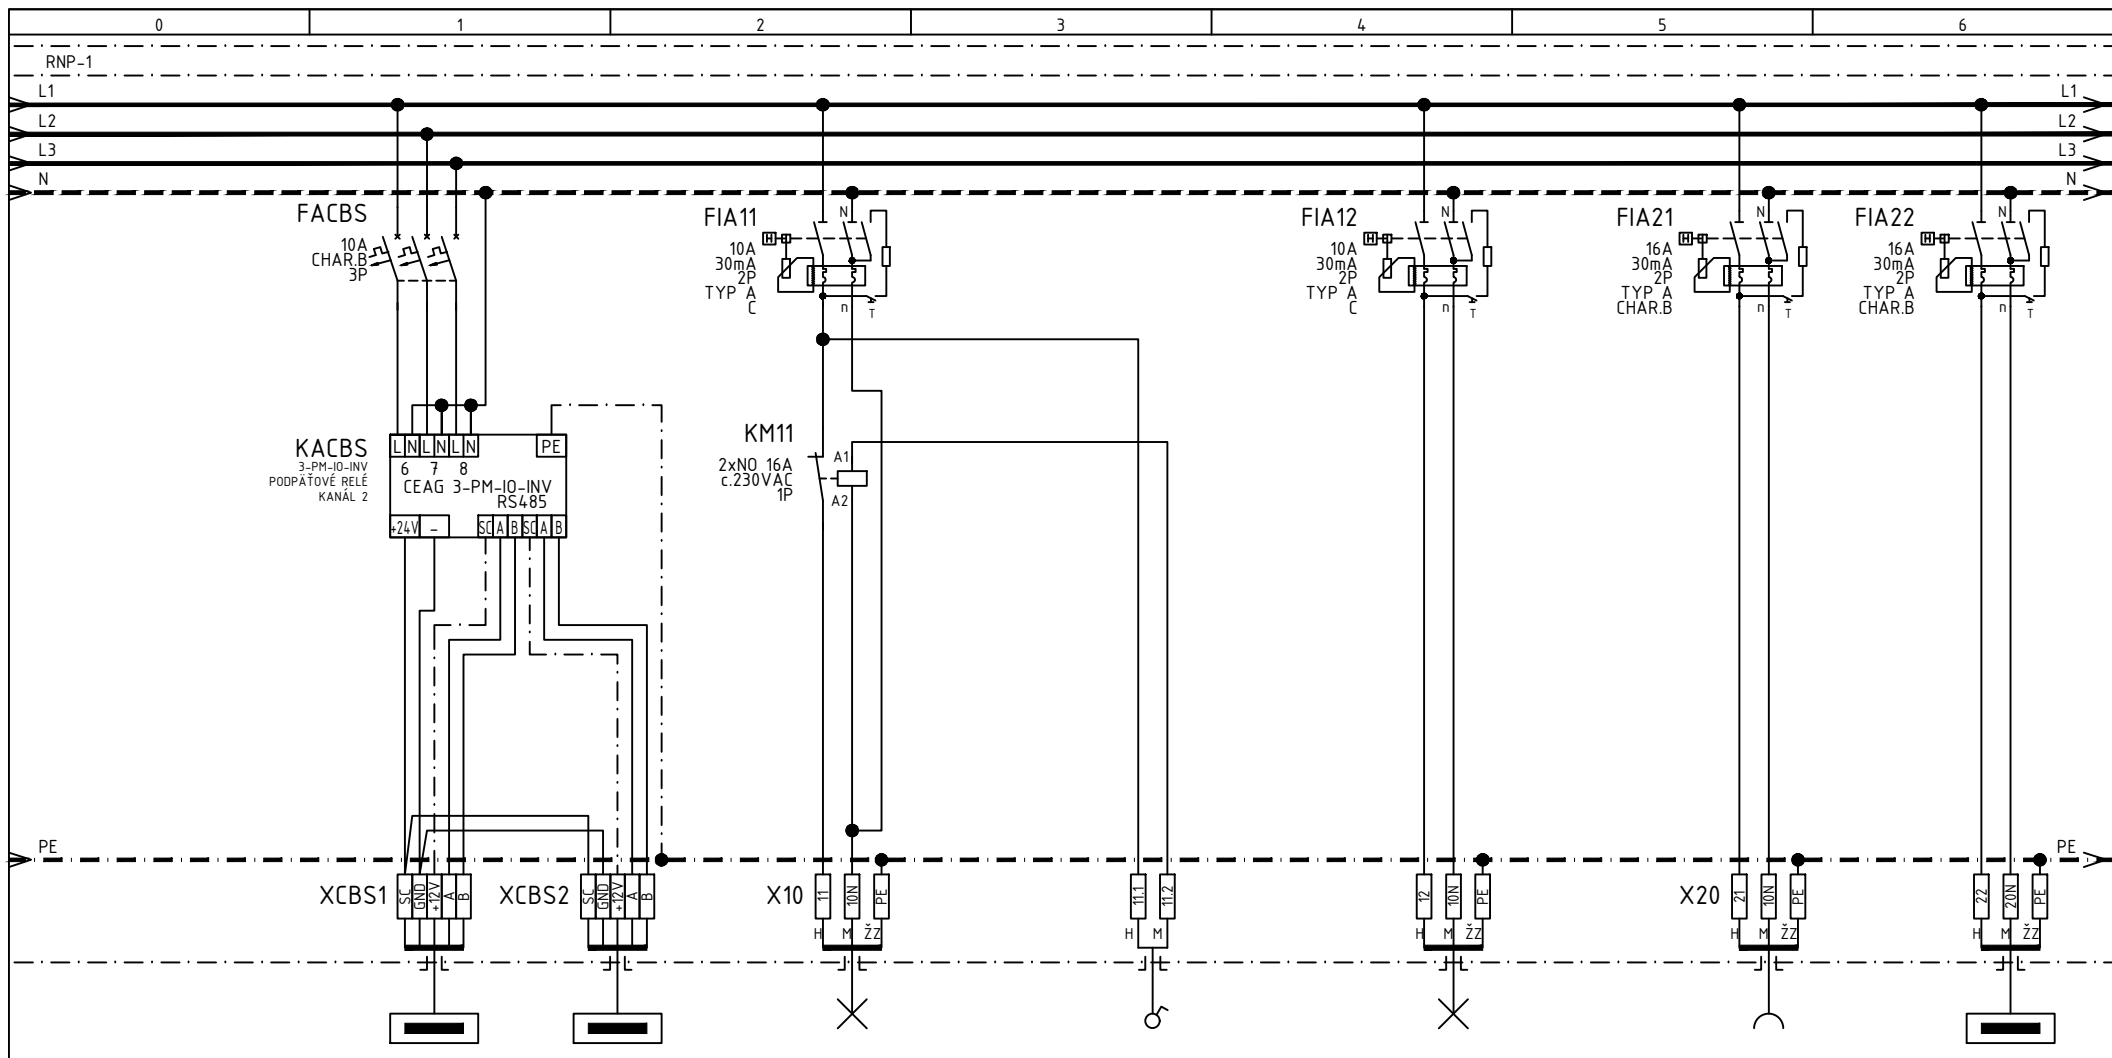 0 1 2 3 4 5 6
RNP-1
L1 L1
L2 L2
L3 L3
N N
FACBS
10A
CHAR.B
3P
FIA11
10A
30mA
2P
TYP A
C
N
n
T
FIA12
10A
30mA
2P
TYP A
C
N
n
T
FIA21
16A
30mA
2P
TYP A
CHAR.B
N
n
T
FIA22
16A
30mA
2P
TYP A
CHAR.B
N
n
T
KACBS
3-PM-IO-INV
PODPÄŤOVÉ RELÉ
KANÁL 2
L N L N L N PE
6 7 8
CEAG 3-PM-IO-INV
RS485
+24V - SC A B SC A B
KM11
2xNO 16A
c.230VAC
1P
A1
A2
PE PE
XCBS1
SC GND +12V A B
XCBS2
SC GND +12V A B
X10
11 10N PE
H M ŽZ
11.1 11.2
H M
12 10N PE
H M ŽZ
X20
21 10N PE
H M ŽZ
22 20N PE
H M ŽZ